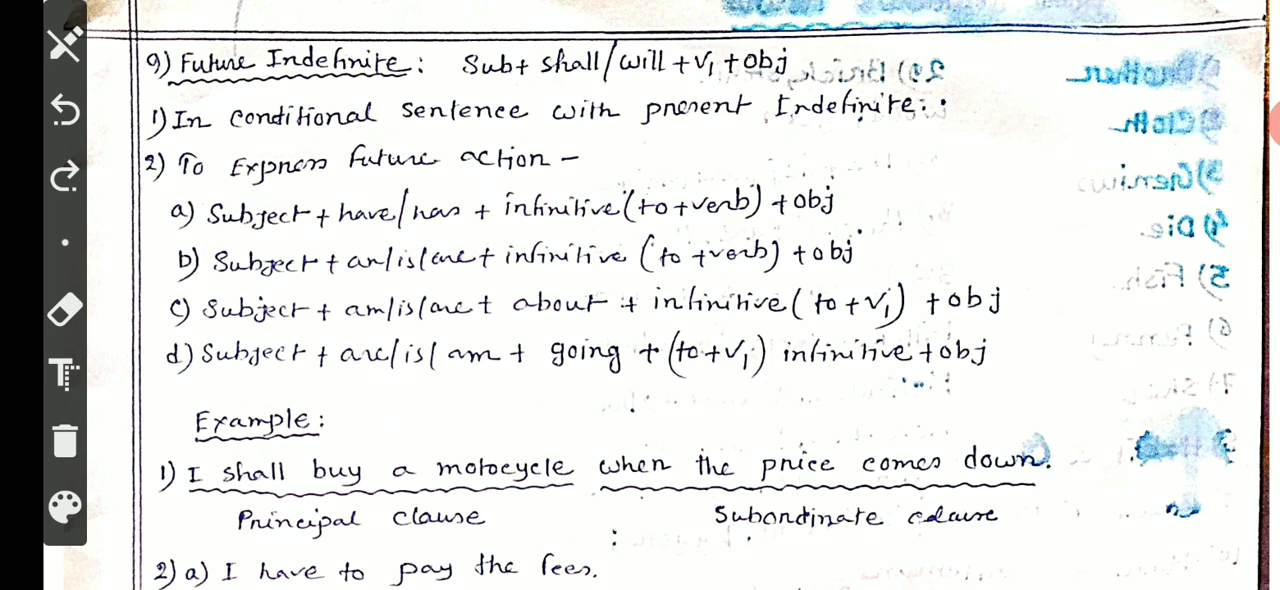 9) Future Indefinite: Sub+ shall/will + V1 + obj
1) In conditional sentence with present Indefinite:
2) To Express future action -
a) Subject + have/has + infinitive (to+verb) + obj
b) Subject + am/is/are + infinitive (to +verb) + obj
c) Subject + am/is/are + about + infinitive (to + V1) + obj
d) Subject + are/is/am + going + (to + V1) infinitive + obj
Example:
1) I shall buy a motocycle when the price comes down.
Principal clause Subordinate clause
2) a) I have to pay the fees.